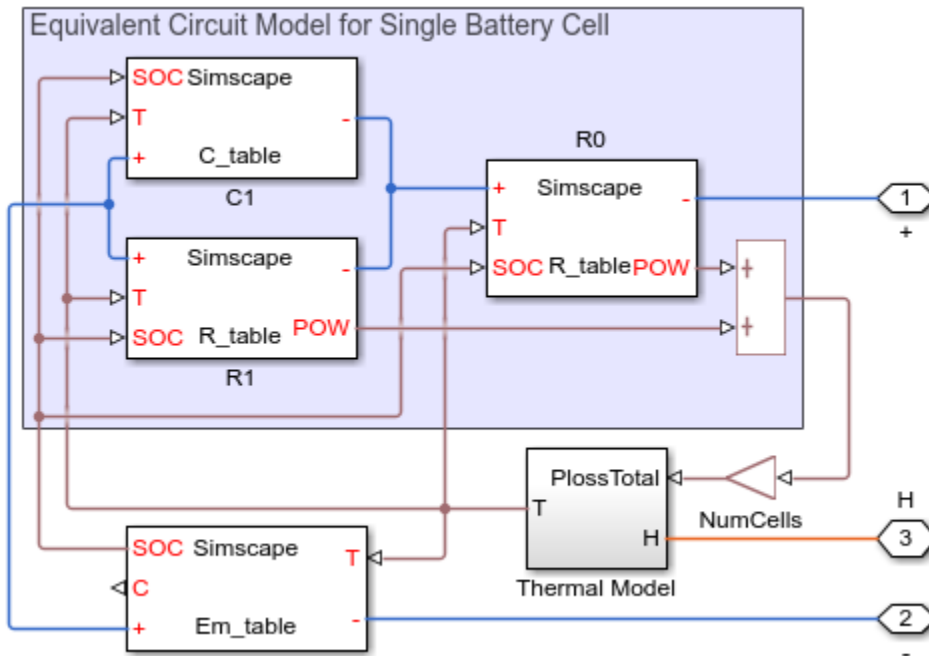 Equivalent Circuit Model for Single Battery Cell
SOC Simscape
T
-
+
C_table
C1
+
Simscape
-
T
SOC
R_table
POW
R1
R0
+
Simscape
-
T
SOC
R_table
POW
+
+
1
+
PlossTotal
T
H
Thermal Model
NumCells
H
3
SOC
Simscape
T
C
+
Em_table
-
2
-